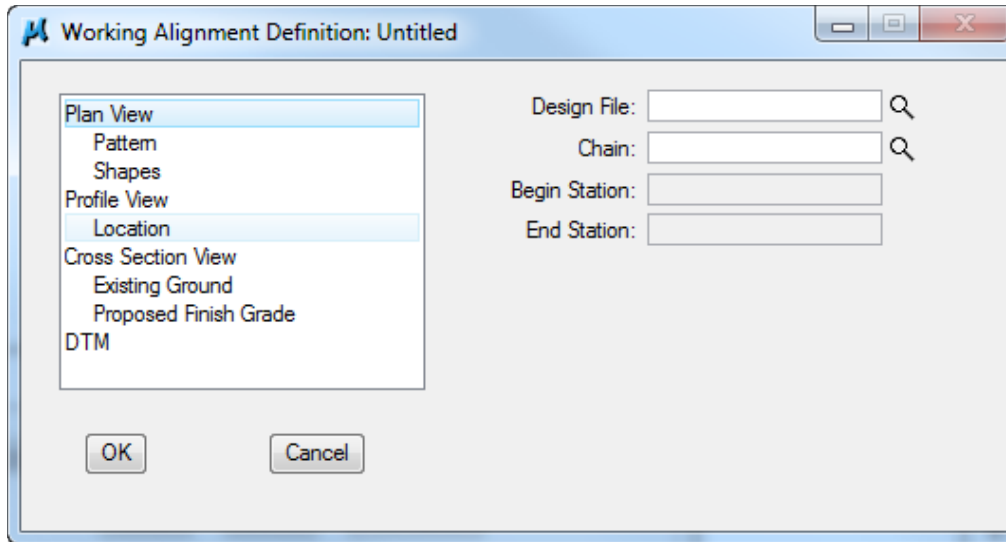 Working Alignment Definition: Untitled
Plan View
Pattern
Shapes
Profile View
Location
Cross Section View
Existing Ground
Proposed Finish Grade
DTM
Design File:
Chain:
Begin Station:
End Station:
OK
Cancel